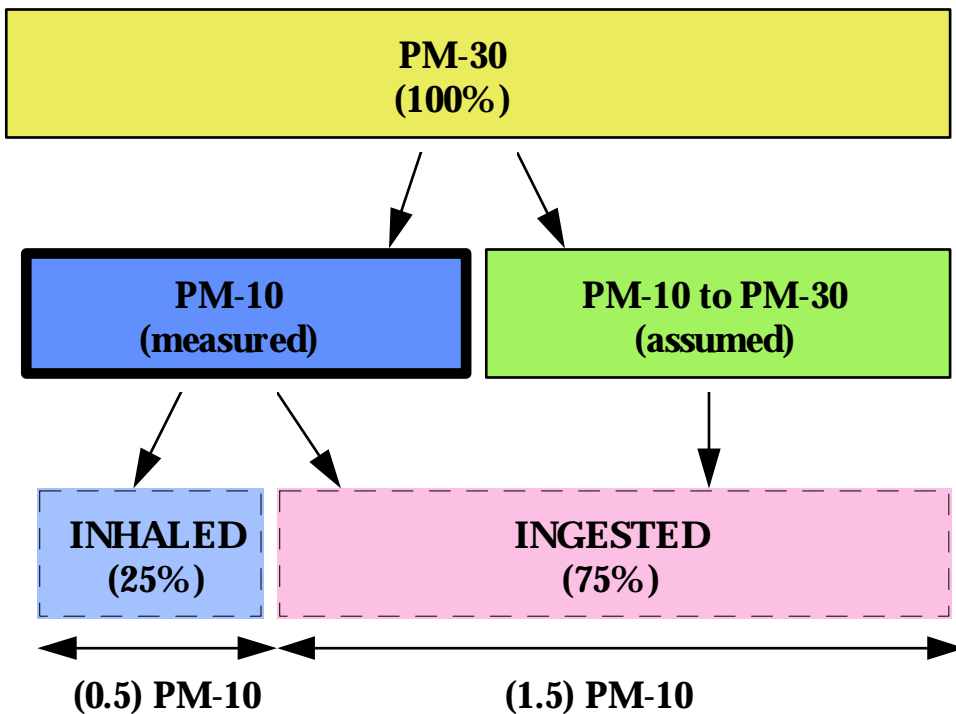 PM-30
(100%)
PM-10
(measured)
PM-10 to PM-30
(assumed)
INHALED
(25%)
INGESTED
(75%)
(0.5) PM-10
(1.5) PM-10